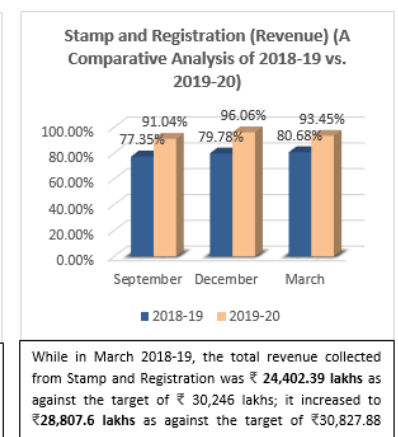 Stamp and Registration (Revenue) (A
Comparative Analysis of 2018-19 vs.
2019-20)
100.00%
80.00%
60.00%
40.00%
20.00%
0.00%
77.35%
91.04%
79.78%
96.06%
80.68%
93.45%
September December March
2018-19 2019-20
While in March 2018-19, the total revenue collected
from Stamp and Registration was ₹ 24,402.39 lakhs as
against the target of ₹ 30,246 lakhs; it increased to
₹28,807.6 lakhs as against the target of ₹30,827.88